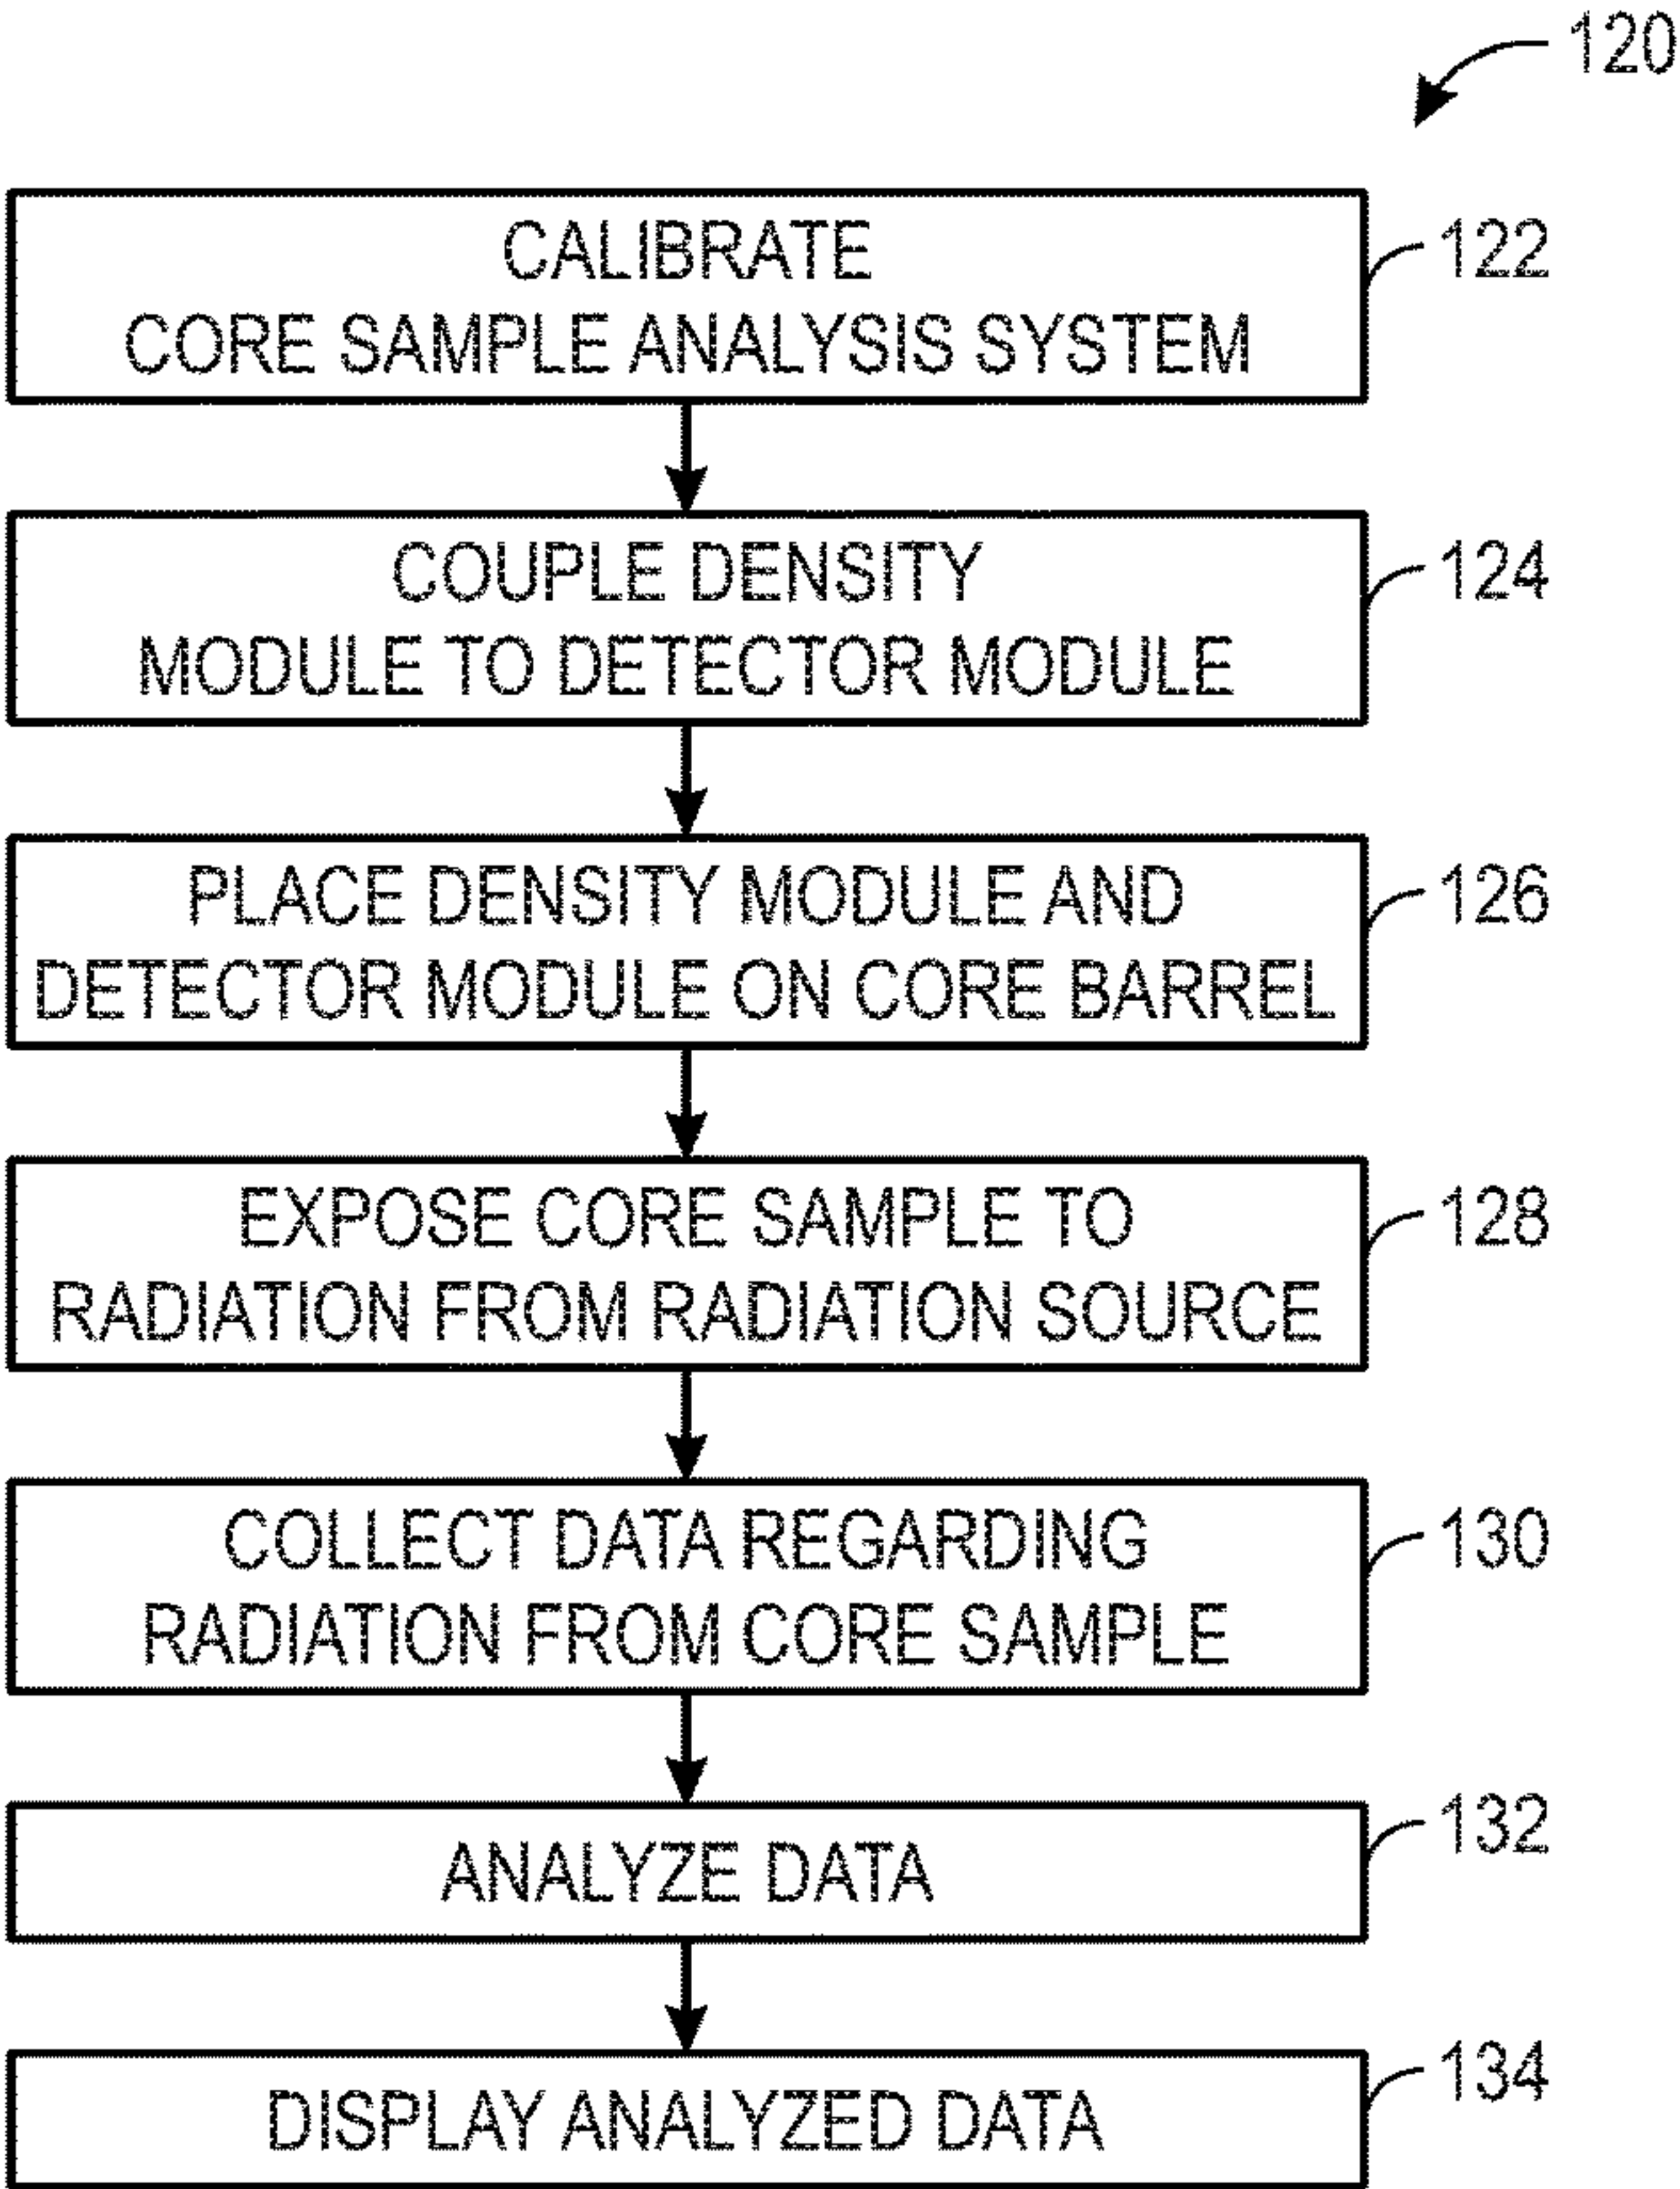 120
CALIBRATE
CORE SAMPLE ANALYSIS SYSTEM
122
COUPLE DENSITY
MODULE TO DETECTOR MODULE
124
PLACE DENSITY MODULE AND
DETECTOR MODULE ON CORE BARREL
126
EXPOSE CORE SAMPLE TO
RADIATION FROM RADIATION SOURCE
128
COLLECT DATA REGARDING
RADIATION FROM CORE SAMPLE
130
ANALYZE DATA
132
DISPLAY ANALYZED DATA
134